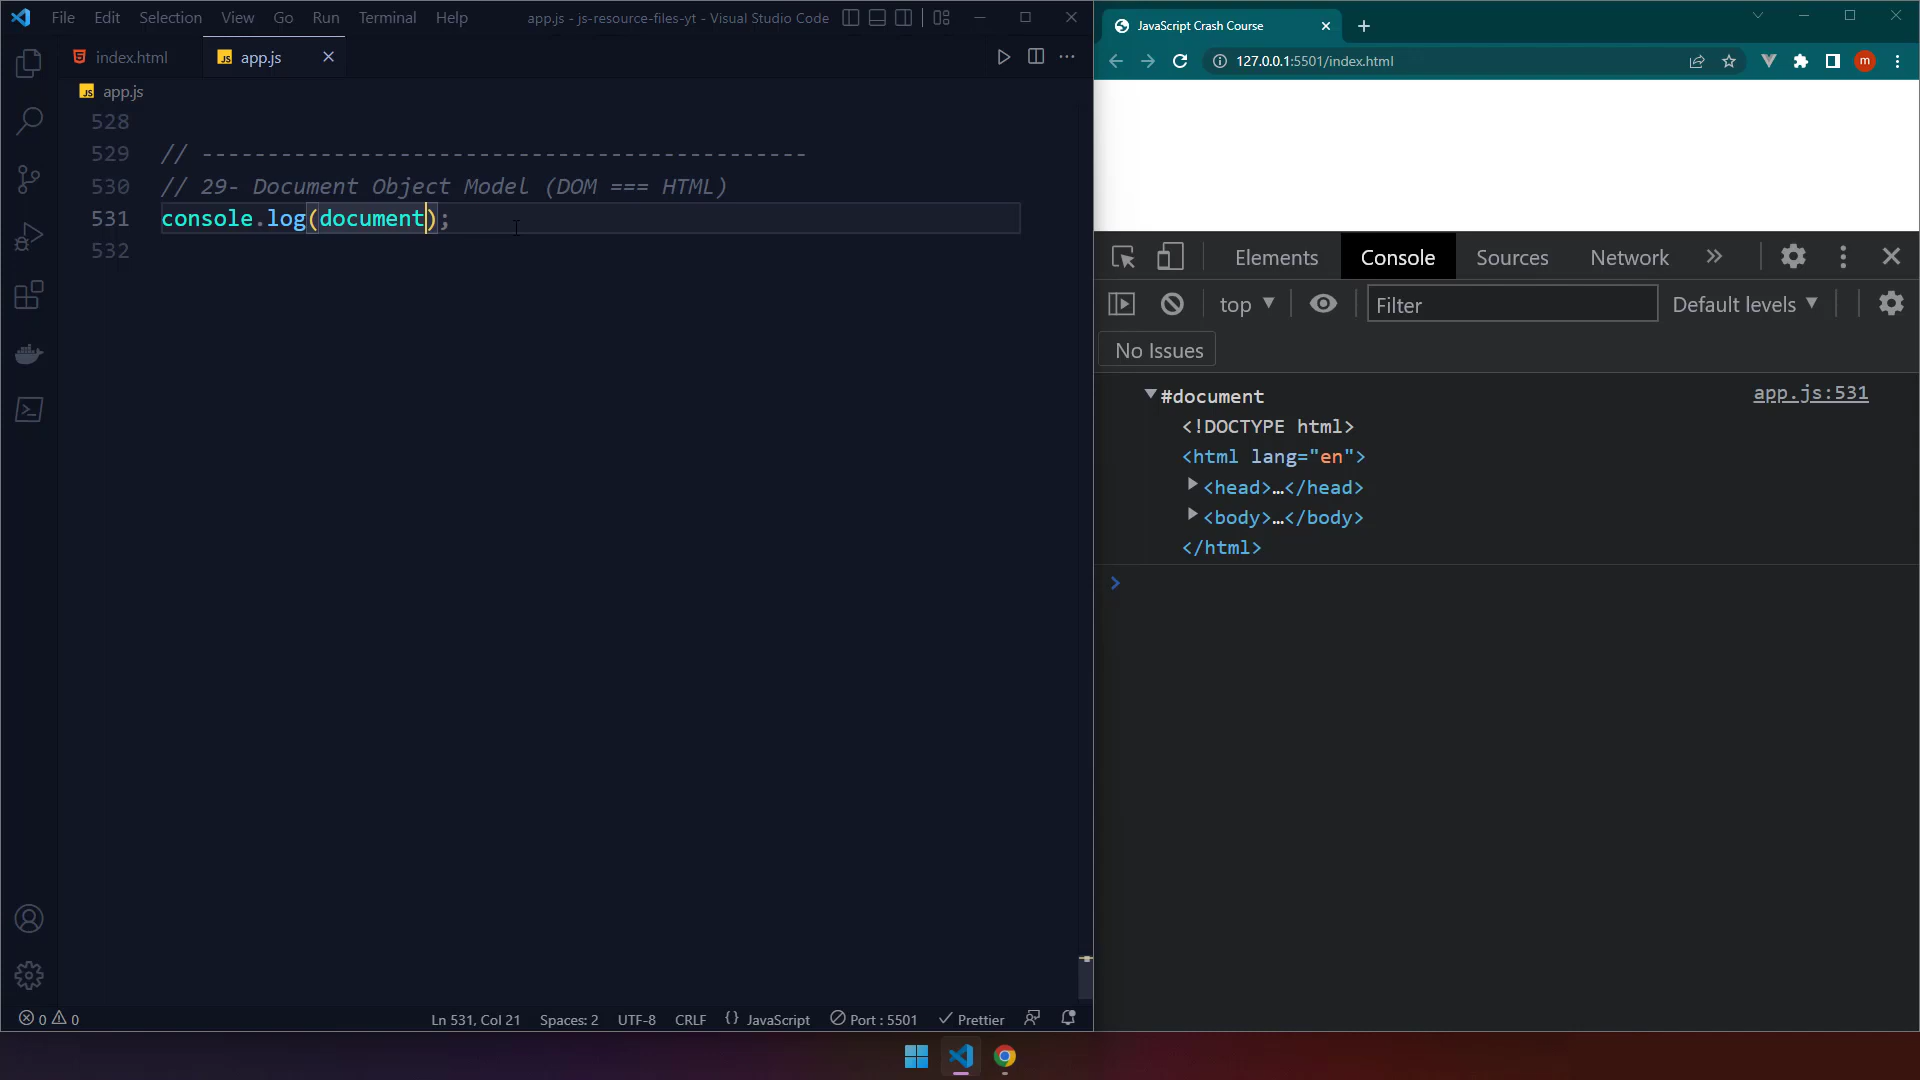 File Edit Selection View Go Run Terminal Help app.js - js-resource-files-yt - Visual Studio Code
index.html JS app.js
JS app.js
528
529 // -----------------------------------------------
530 // 29- Document Object Model (DOM === HTML)
531 console.log(document);
532
0 0 Ln 531, Col 21 Spaces: 2 UTF-8 CRLF {} JavaScript Port : 5501 Prettier
JavaScript Crash Course
127.0.0.1:5501/index.html m
Elements Console Sources Network
top Filter Default levels
No Issues
#document app.js:531
<!DOCTYPE html>
<html lang="en">
<head>…</head>
<body>…</body>
</html>